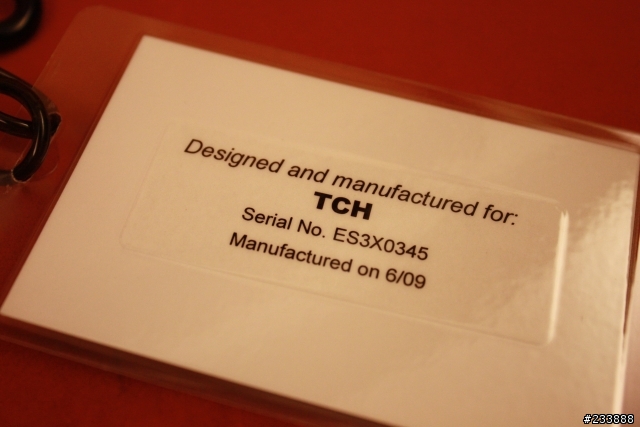 Designed and manufactured for:
TCH
Serial No. ES3X0345
Manufactured on 6/09
#233888